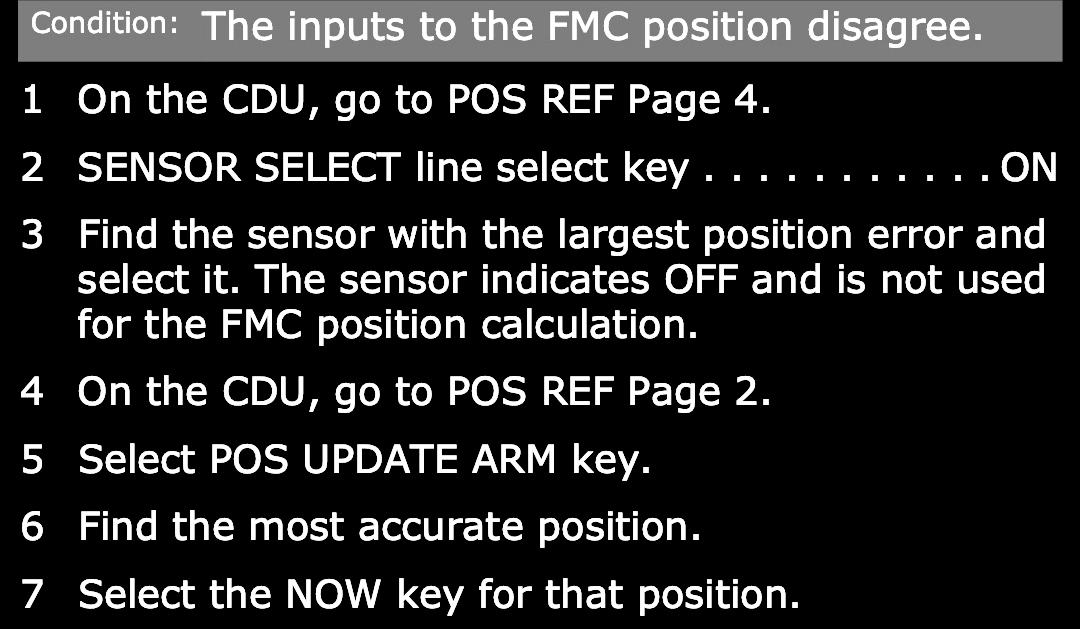 Condition: The inputs to the FMC position disagree.
1 On the CDU, go to POS REF Page 4.
2 SENSOR SELECT line select key . . . . . . . . . . . ON
3 Find the sensor with the largest position error and
select it. The sensor indicates OFF and is not used
for the FMC position calculation.
4 On the CDU, go to POS REF Page 2.
5 Select POS UPDATE ARM key.
6 Find the most accurate position.
7 Select the NOW key for that position.